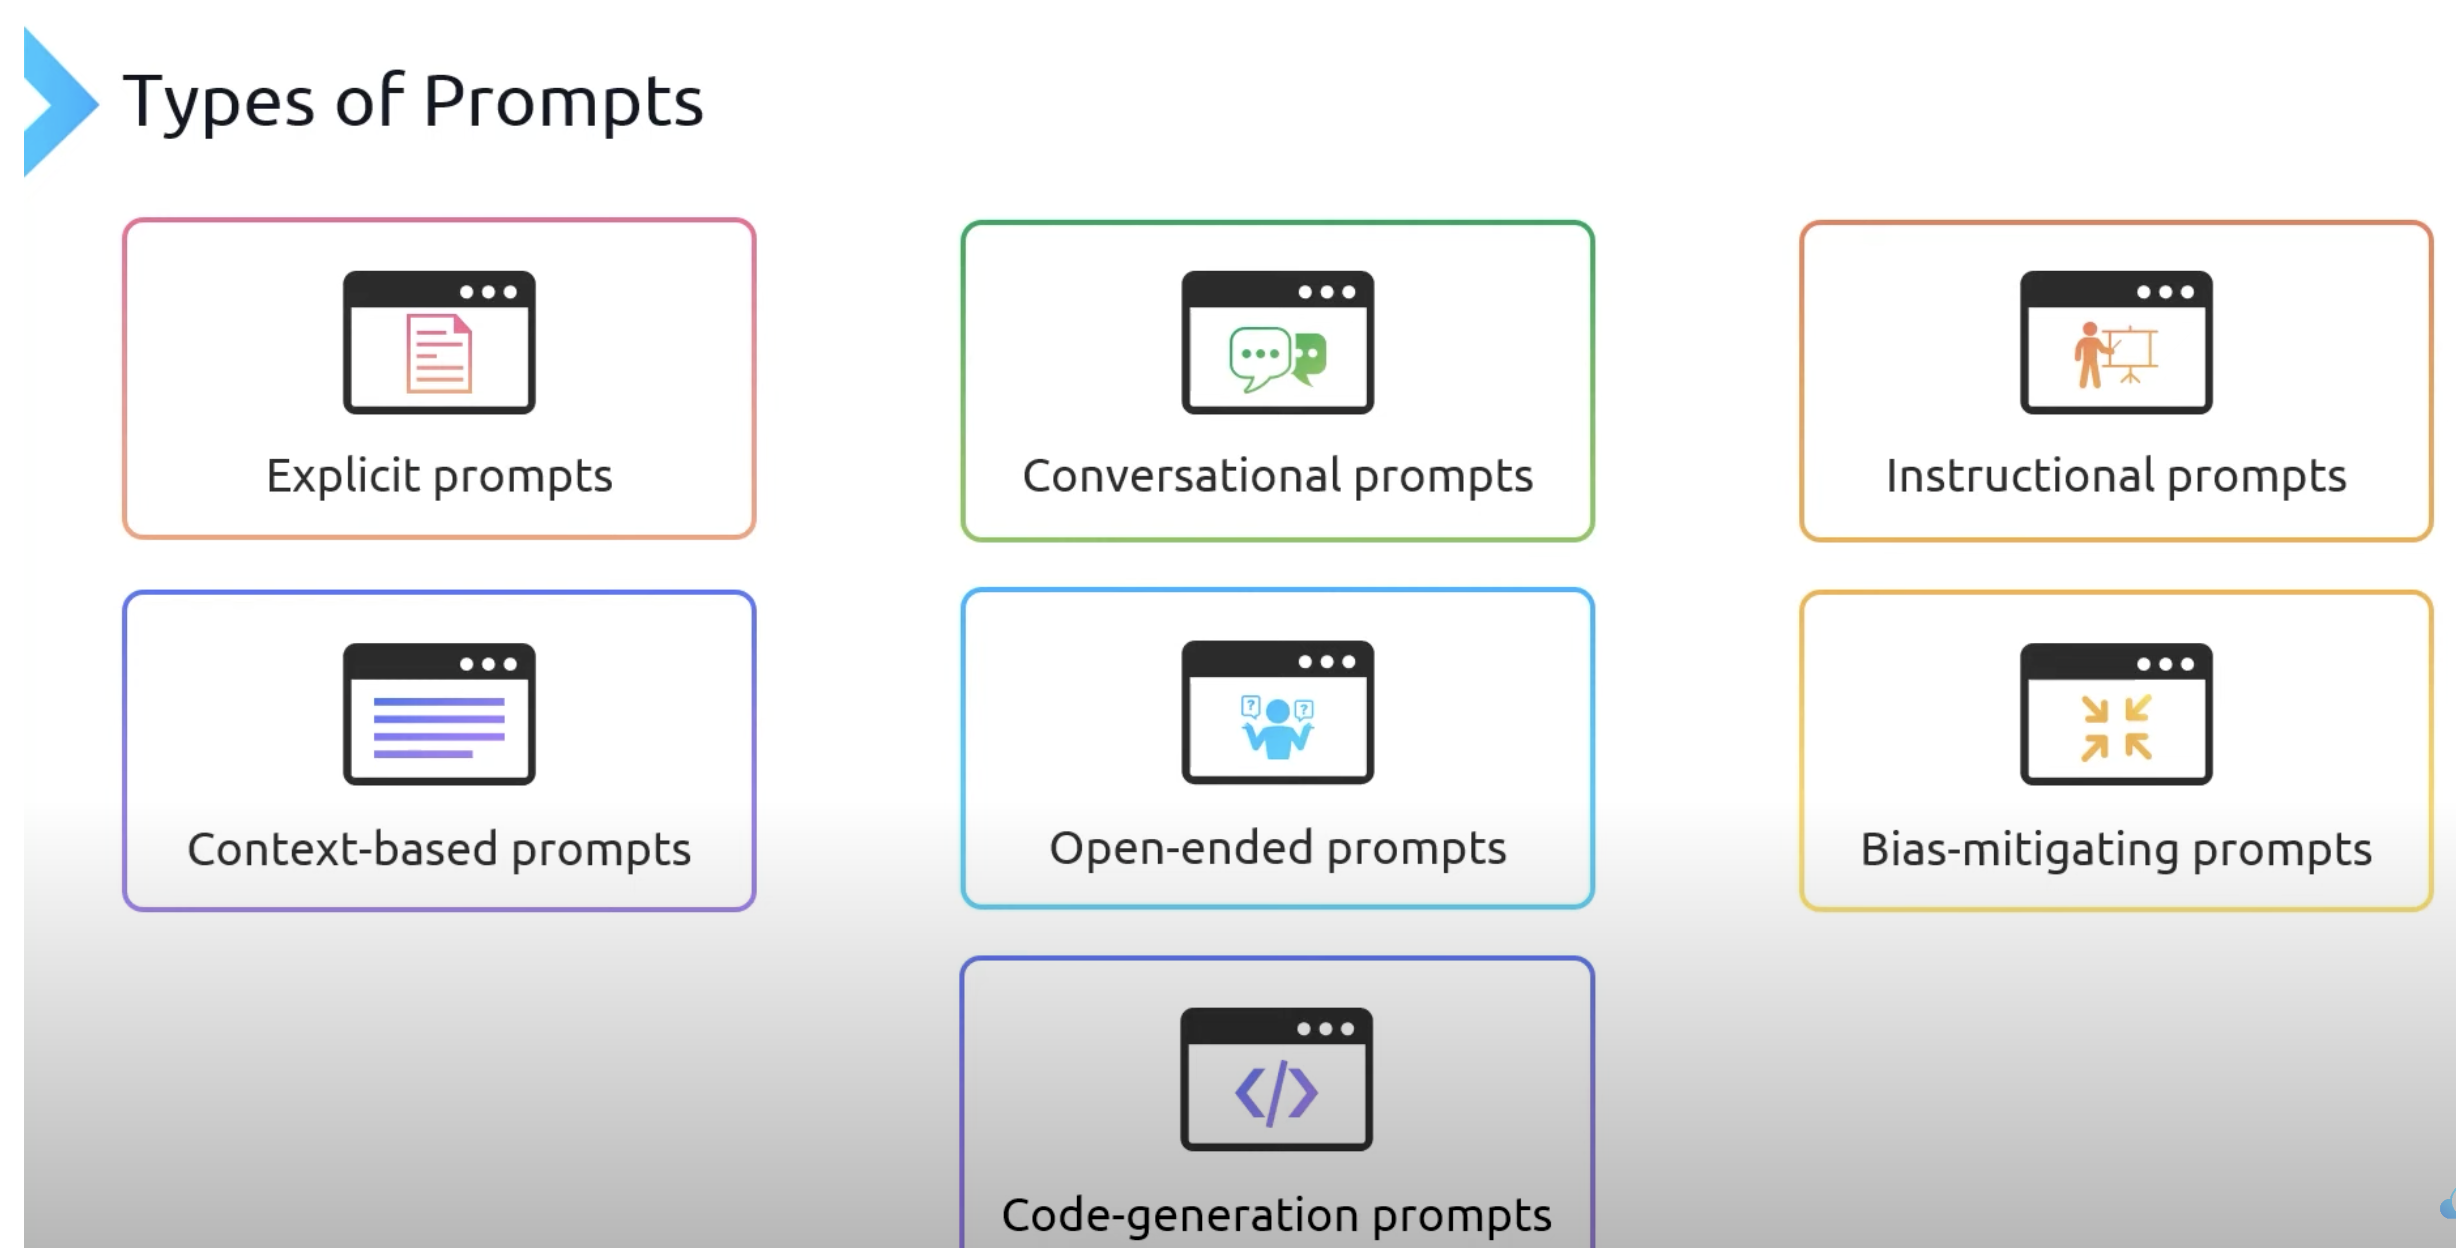 Types of Prompts
Explicit prompts
Conversational prompts
Instructional prompts
Context-based prompts
Open-ended prompts
Bias-mitigating prompts
Code-generation prompts